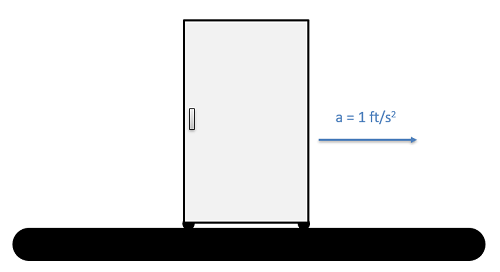 a = 1 ft/s²